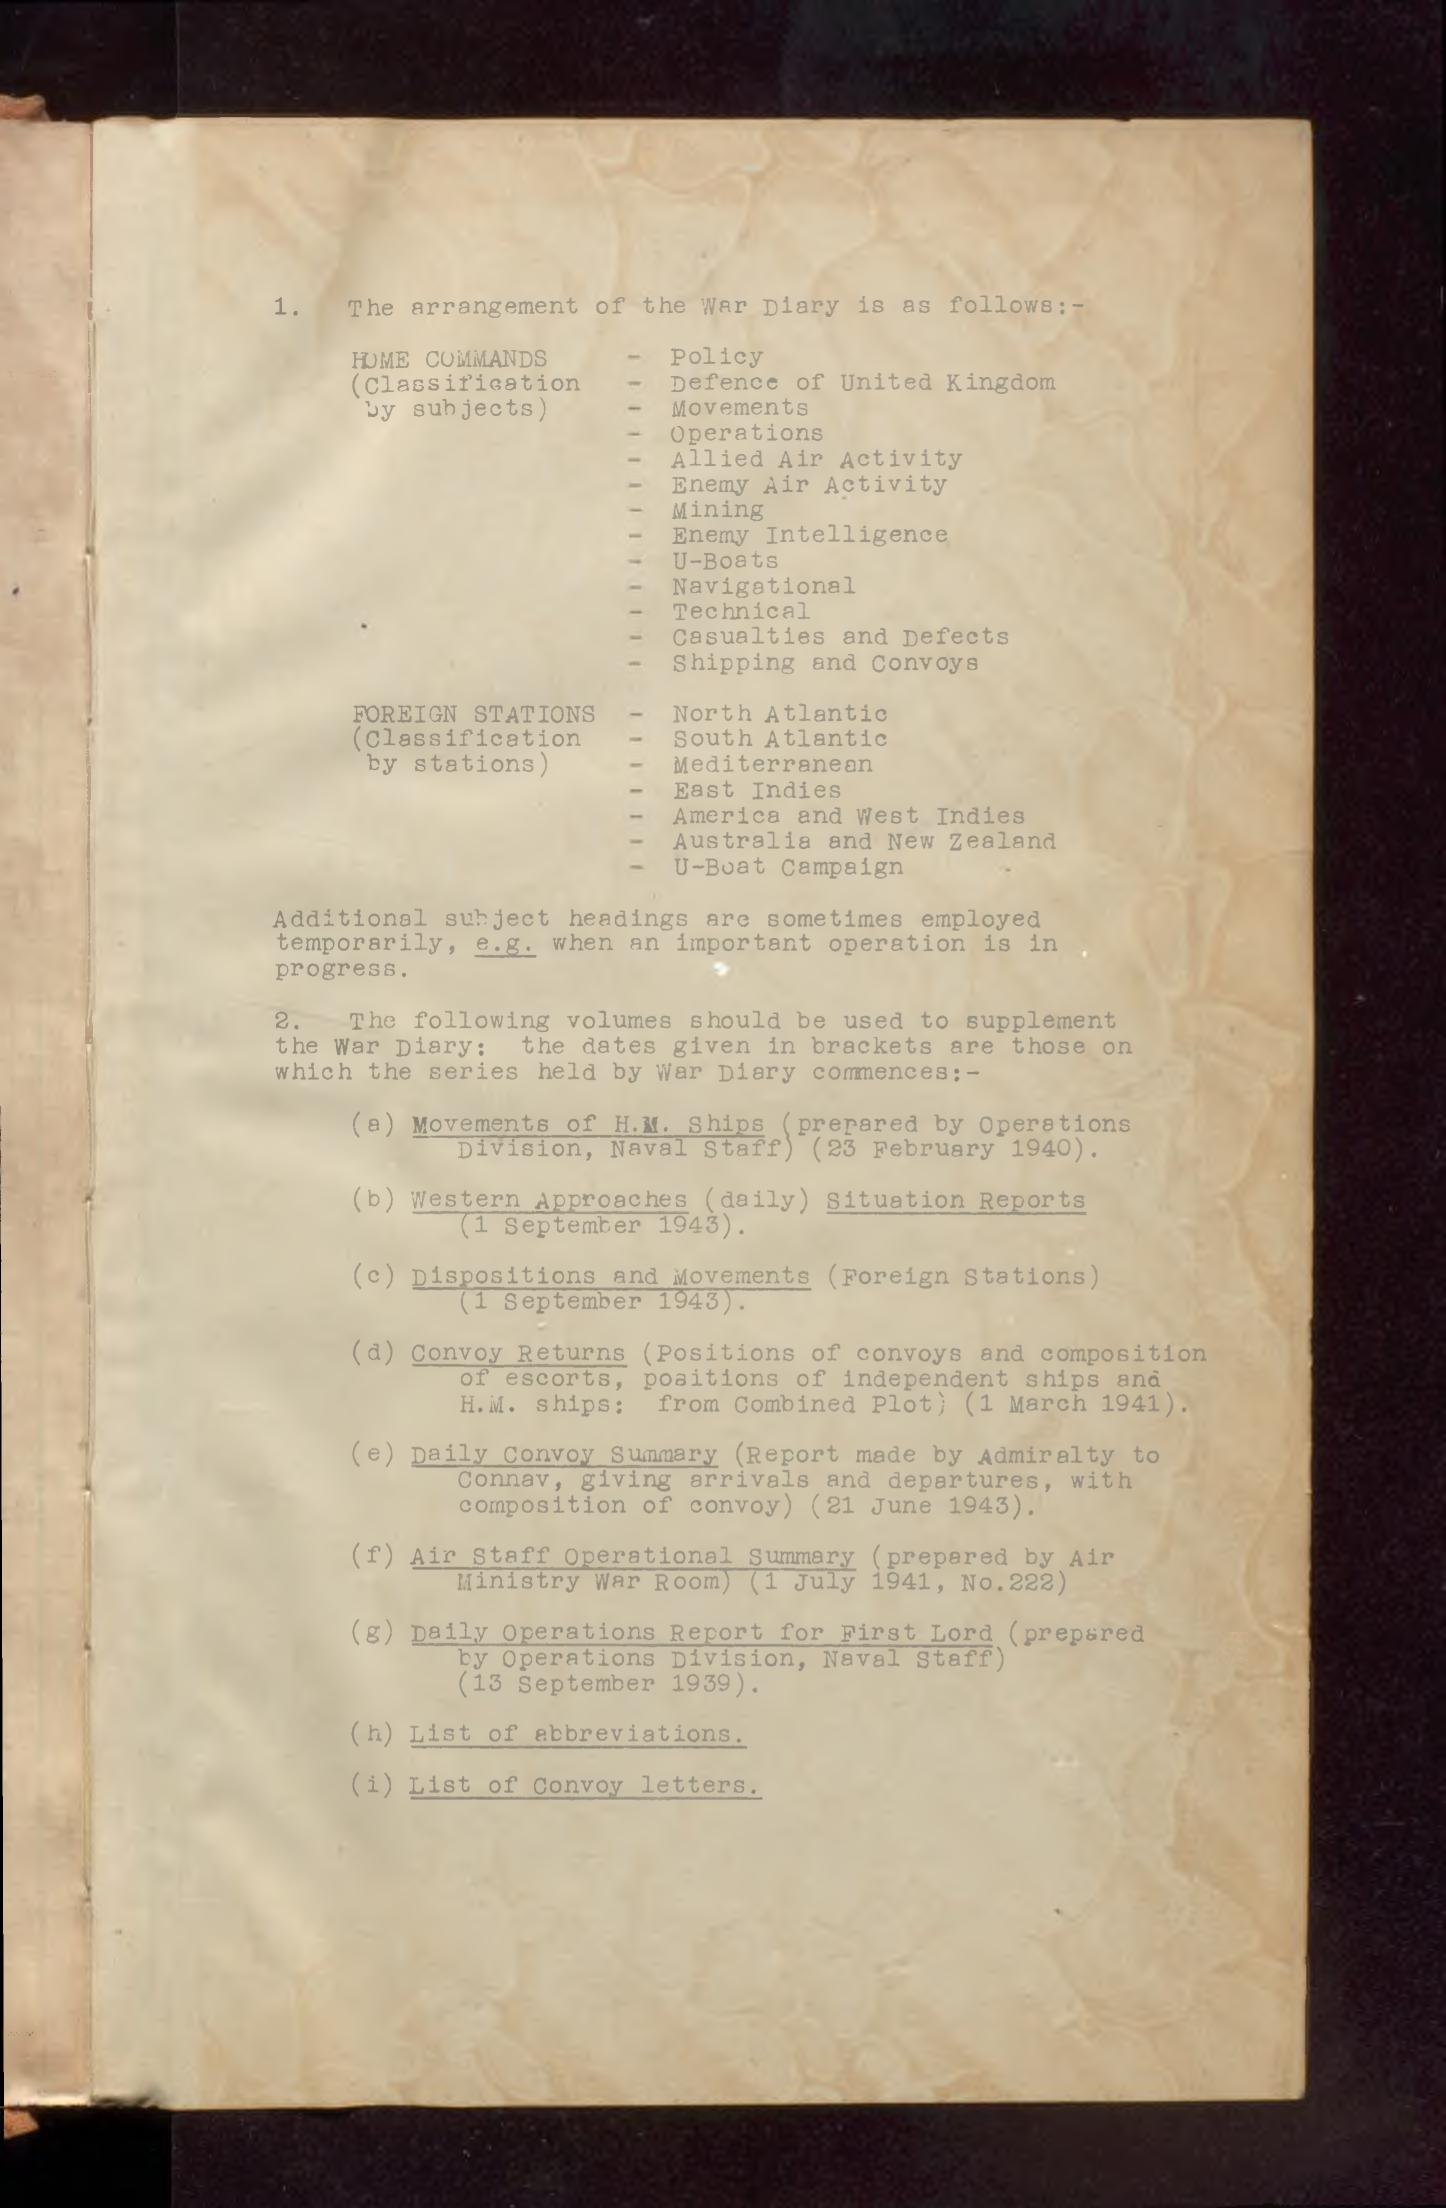 1. The arrangement of the War Diary is as follows:-
HOME COMMANDS - Policy
(Classification - Defence of United Kingdom
by subjects) - Movements
- Operations
- Allied Air Activity
- Enemy Air Activity
- Mining
- Enemy Intelligence
- U-Boats
- Navigational
- Technical
- Casualties and Defects
- Shipping and Convoys
FOREIGN STATIONS - North Atlantic
(Classification - South Atlantic
by stations) - Mediterranean
- East Indies
- America and West Indies
- Australia and New Zealand
- U-Boat Campaign
Additional subject headings are sometimes employed
temporarily, e.g. when an important operation is in
progress.
2. The following volumes should be used to supplement
the War Diary: the dates given in brackets are those on
which the series held by War Diary commences:-
(a) Movements of H.M. Ships (prepared by Operations
Division, Naval Staff) (23 February 1940).
(b) Western Approaches (daily) Situation Reports
(1 September 1943).
(c) Dispositions and Movements (Foreign Stations)
(1 September 1943).
(d) Convoy Returns (Positions of convoys and composition
of escorts, positions of independent ships and
H.M. ships: from Combined Plot) (1 March 1941).
(e) Daily Convoy Summary (Report made by Admiralty to
Connav, giving arrivals and departures, with
composition of convoy) (21 June 1943).
(f) Air Staff Operational Summary (prepared by Air
Ministry War Room) (1 July 1941, No.222)
(g) Daily Operations Report for First Lord (prepared
by Operations Division, Naval Staff)
(13 September 1939).
(h) List of abbreviations.
(i) List of Convoy letters.